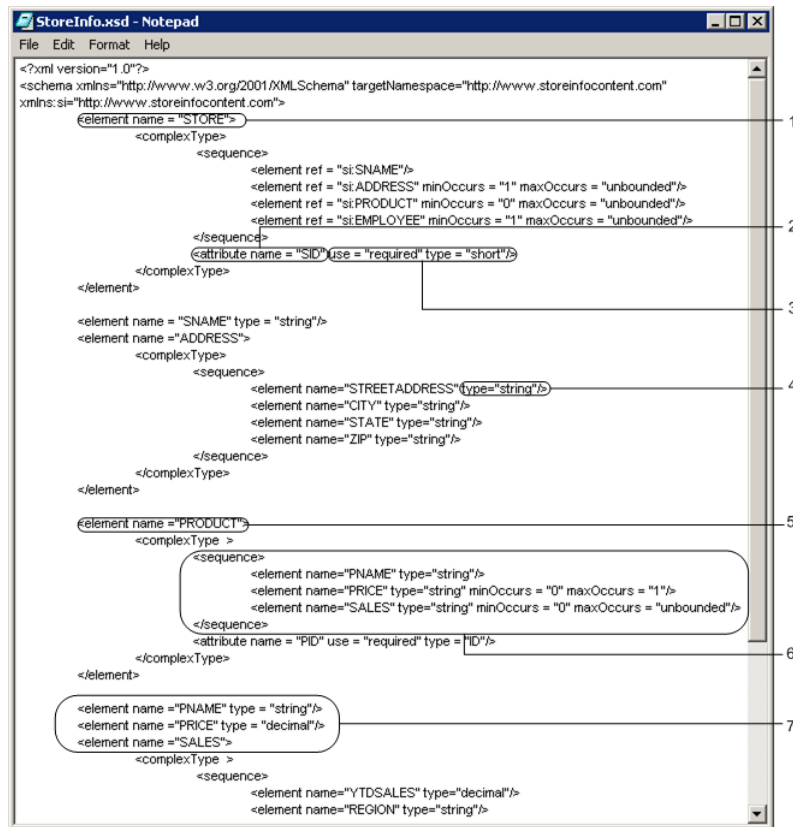 StoreInfo.xsd - Notepad
File Edit Format Help
<?xml version="1.0"?>
<schema xmlns="http://www.w3.org/2001/XMLSchema" targetNamespace="http://www.storeinfocontent.com"
xmlns:si="http://www.storeinfocontent.com">
<element name = "STORE"> 1
<complexType>
<sequence>
<element ref = "si:SNAME"/>
<element ref = "si:ADDRESS" minOccurs = "1" maxOccurs = "unbounded"/>
<element ref = "si:PRODUCT" minOccurs = "0" maxOccurs = "unbounded"/>
<element ref = "si:EMPLOYEE" minOccurs = "1" maxOccurs = "unbounded"/>
</sequence> 2
<attribute name = "SID" use = "required" type = "short"/>
</complexType>
</element>
3
<element name = "SNAME" type = "string"/>
<element name ="ADDRESS">
<complexType>
<sequence>
<element name="STREETADDRESS" type="string"/> 4
<element name="CITY" type="string"/>
<element name="STATE" type="string"/>
<element name="ZIP" type="string"/>
</sequence>
</complexType>
</element>
<element name ="PRODUCT"> 5
<complexType >
<sequence>
<element name="PNAME" type="string"/>
<element name="PRICE" type="string" minOccurs = "0" maxOccurs = "1"/>
<element name="SALES" type="string" minOccurs = "0" maxOccurs = "unbounded"/>
</sequence>
<attribute name = "PID" use = "required" type = "ID"/> 6
</complexType>
</element>
<element name ="PNAME" type = "string"/>
<element name ="PRICE" type = "decimal"/> 7
<element name ="SALES">
<complexType >
<sequence>
<element name="YTDSALES" type="decimal"/>
<element name="REGION" type="string"/>